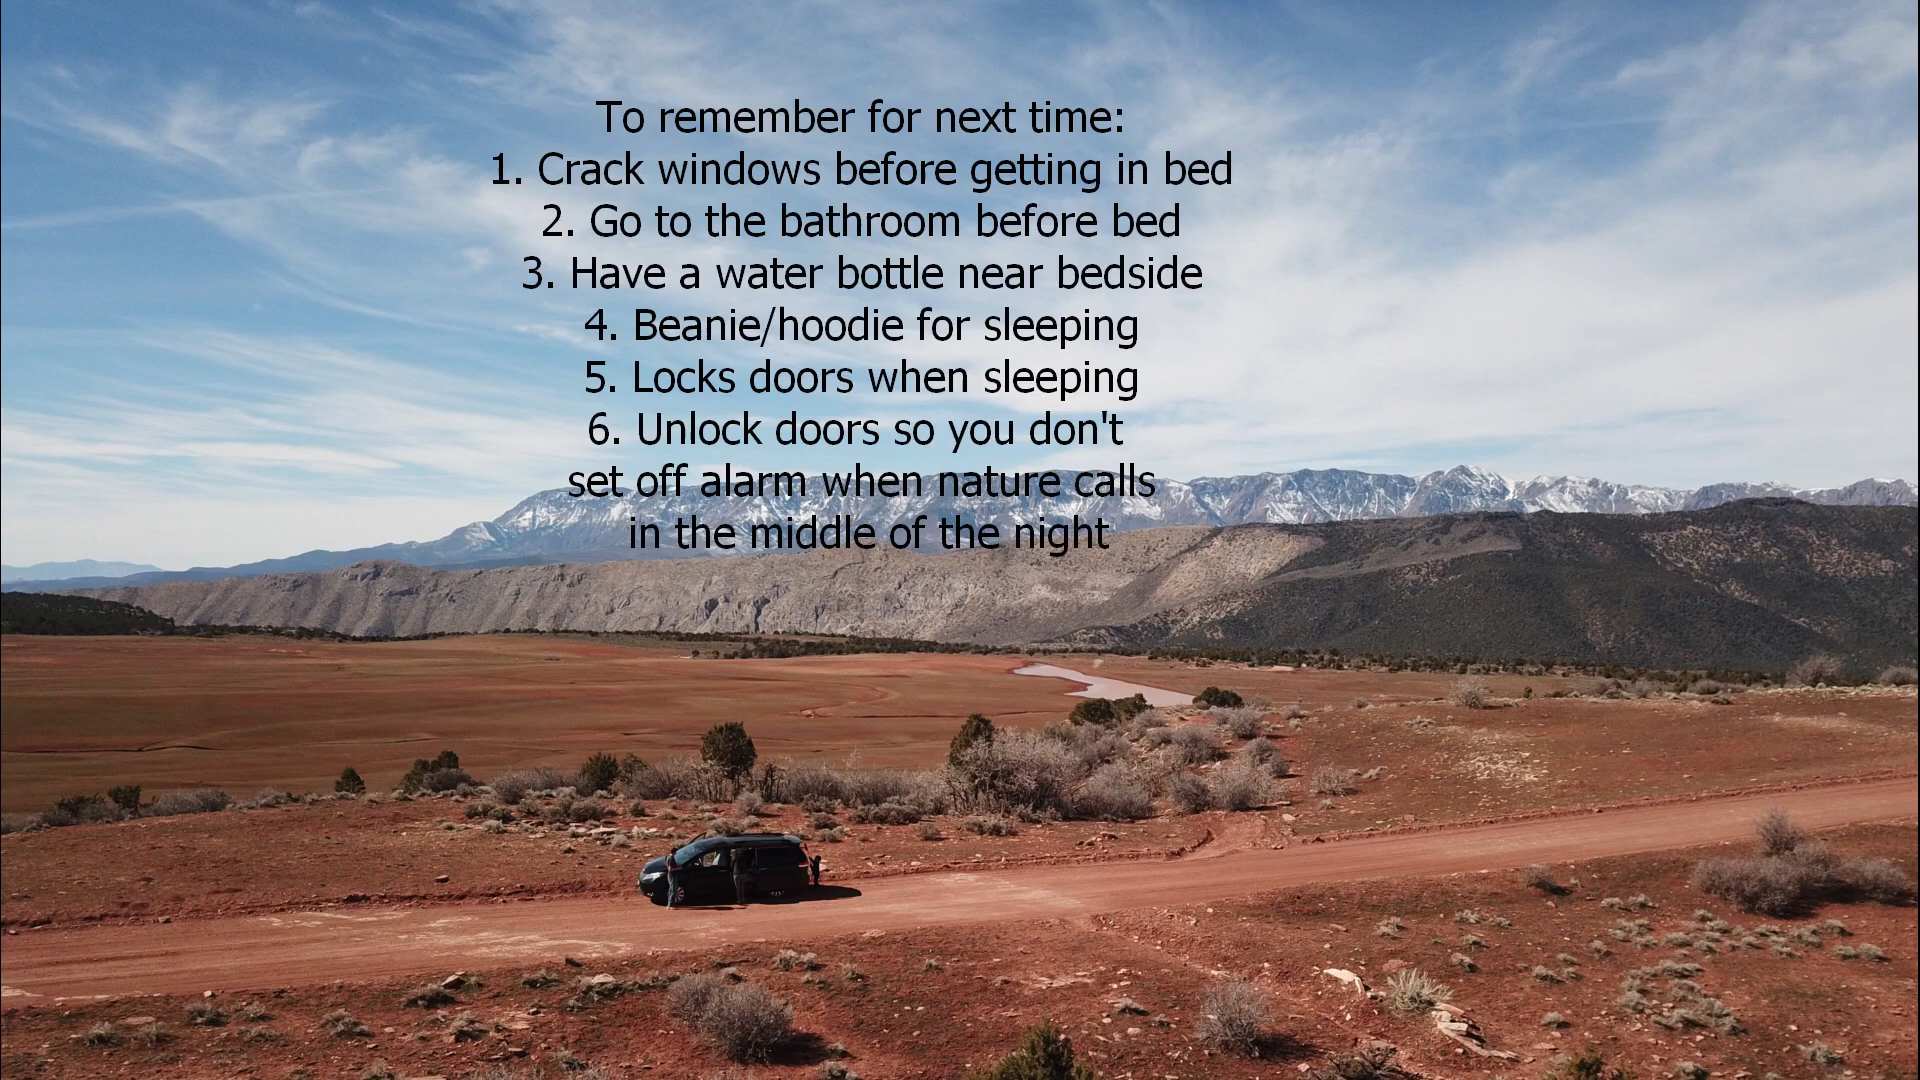 To remember for next time:
1. Crack windows before getting in bed
2. Go to the bathroom before bed
3. Have a water bottle near bedside
4. Beanie/hoodie for sleeping
5. Locks doors when sleeping
6. Unlock doors so you don't
set off alarm when nature calls
in the middle of the night